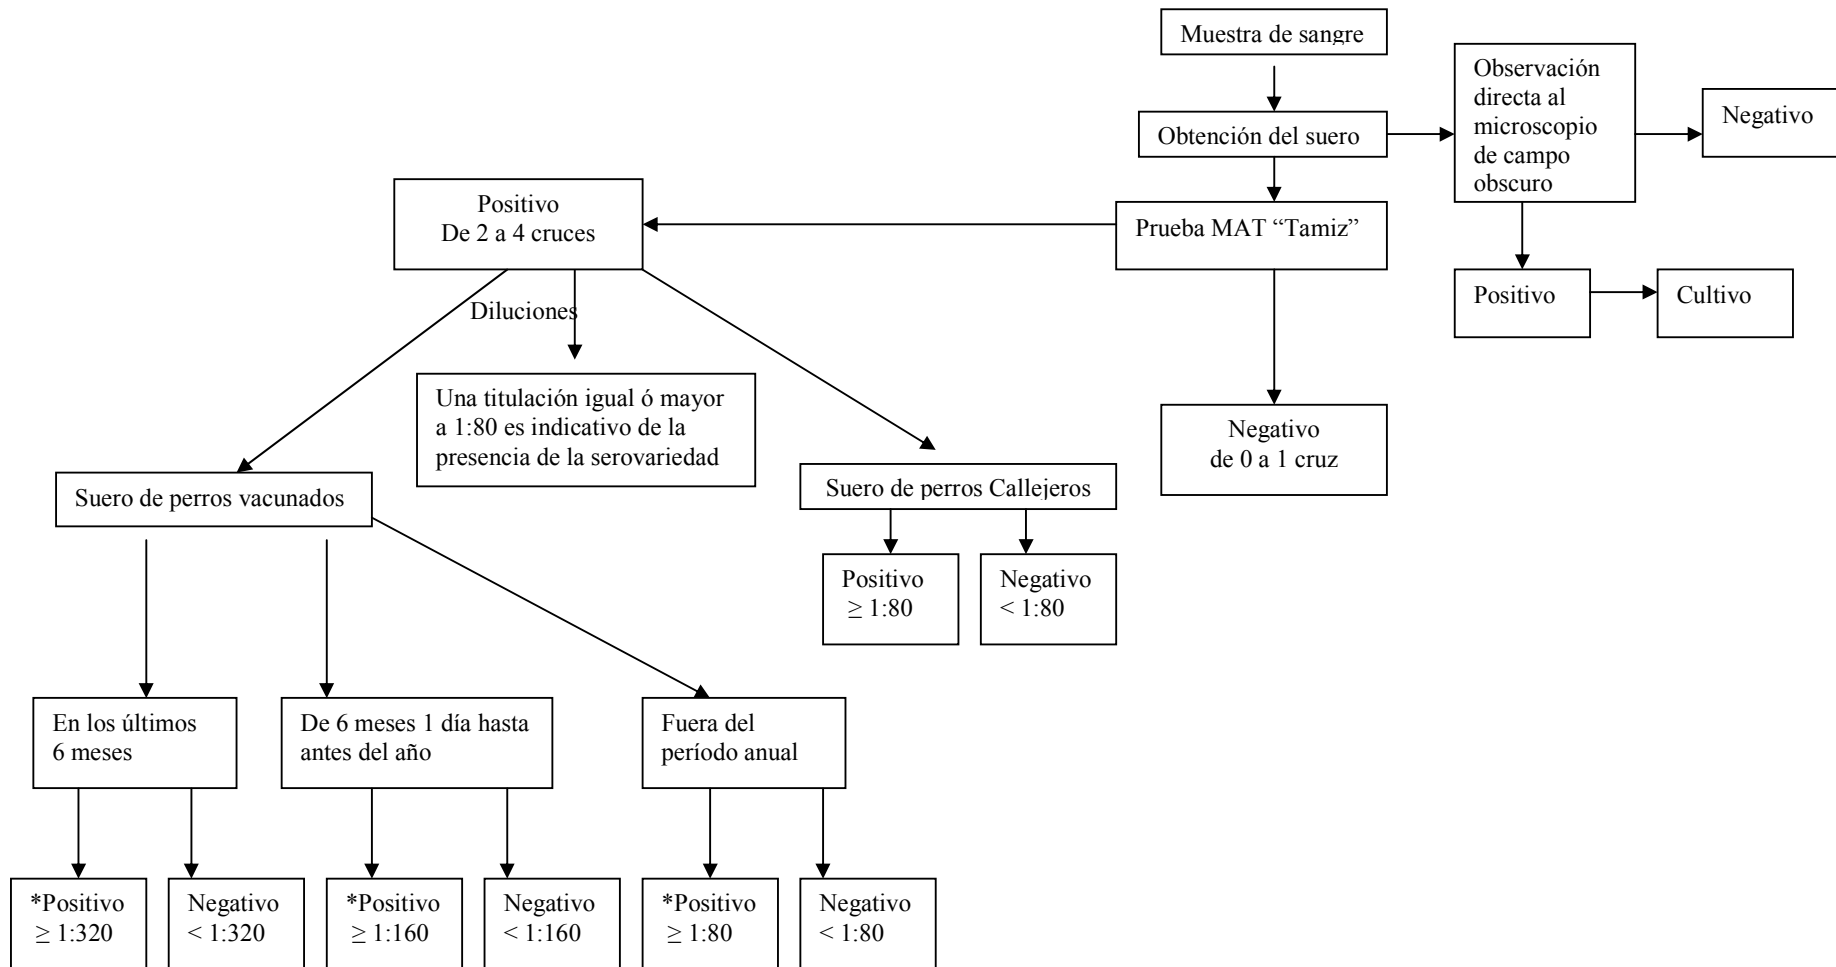 Muestra de sangre
Obtención del suero
Observación
directa al
microscopio
de campo
obscuro
Negativo
Positivo
De 2 a 4 cruces
Prueba MAT “Tamiz”
Positivo
Cultivo
Diluciones
Una titulación igual ó mayor
a 1:80 es indicativo de la
presencia de la serovariedad
Negativo
de 0 a 1 cruz
Suero de perros vacunados
Suero de perros Callejeros
Positivo
≥ 1:80
Negativo
< 1:80
En los últimos
6 meses
De 6 meses 1 día hasta
antes del año
Fuera del
período anual
*Positivo
≥ 1:320
Negativo
< 1:320
*Positivo
≥ 1:160
Negativo
< 1:160
*Positivo
≥ 1:80
Negativo
< 1:80